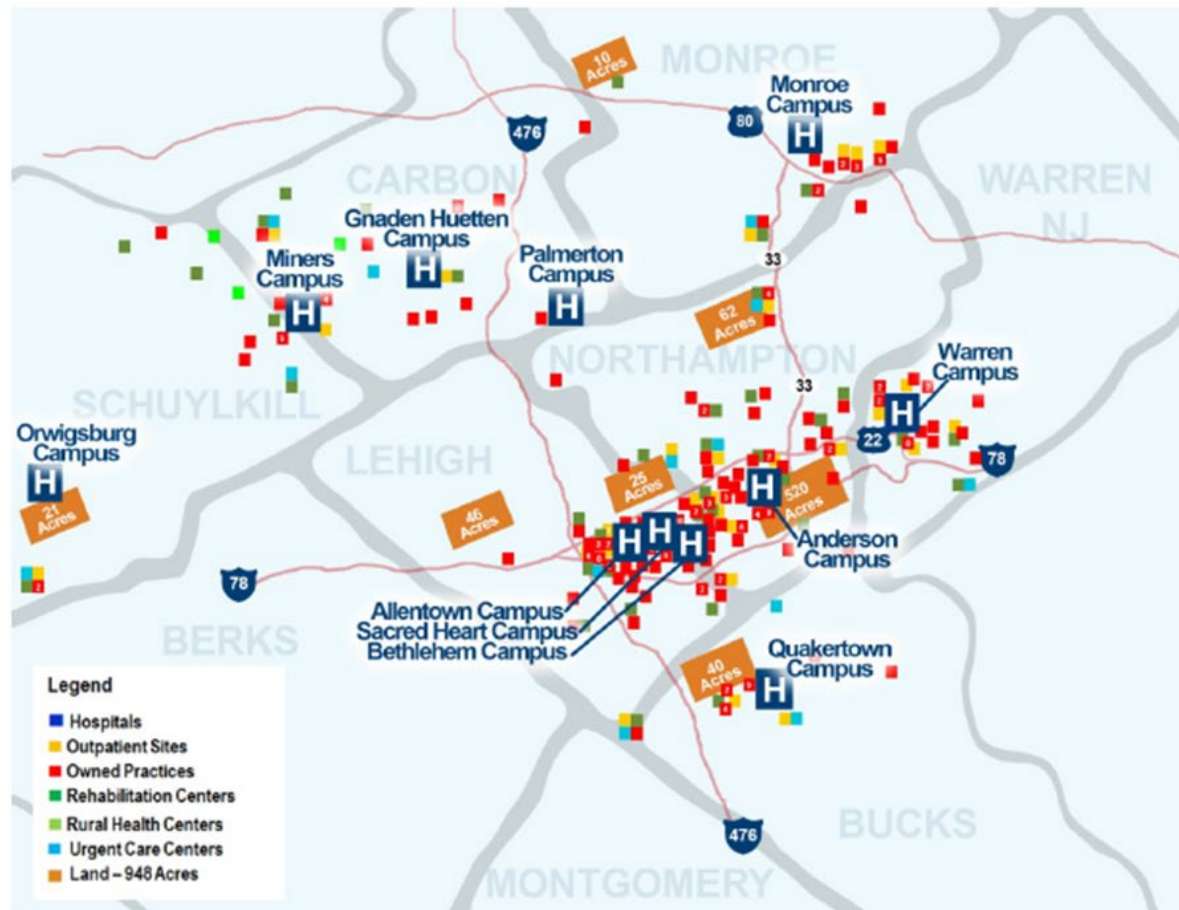 10
Acres
MONROE
Monroe
Campus
80
476
CARBON
WARREN
NJ
Gnaden Huetten
Campus
Miners
Campus
Palmerton
Campus
33
62
Acres
NORTHAMPTON
Warren
Campus
33
SCHUYLKILL
22
78
Orwigsburg
Campus
LEHIGH
21
Acres
46
Acres
25
Acres
520
Acres
Anderson
Campus
78
Allentown Campus
Sacred Heart Campus
Bethlehem Campus
BERKS
Quakertown
Campus
40
Acres
Legend
Hospitals
Outpatient Sites
Owned Practices
Rehabilitation Centers
Rural Health Centers
Urgent Care Centers
Land – 948 Acres
476
BUCKS
MONTGOMERY
H
H
H
H
H
H
H
H
H
H
H